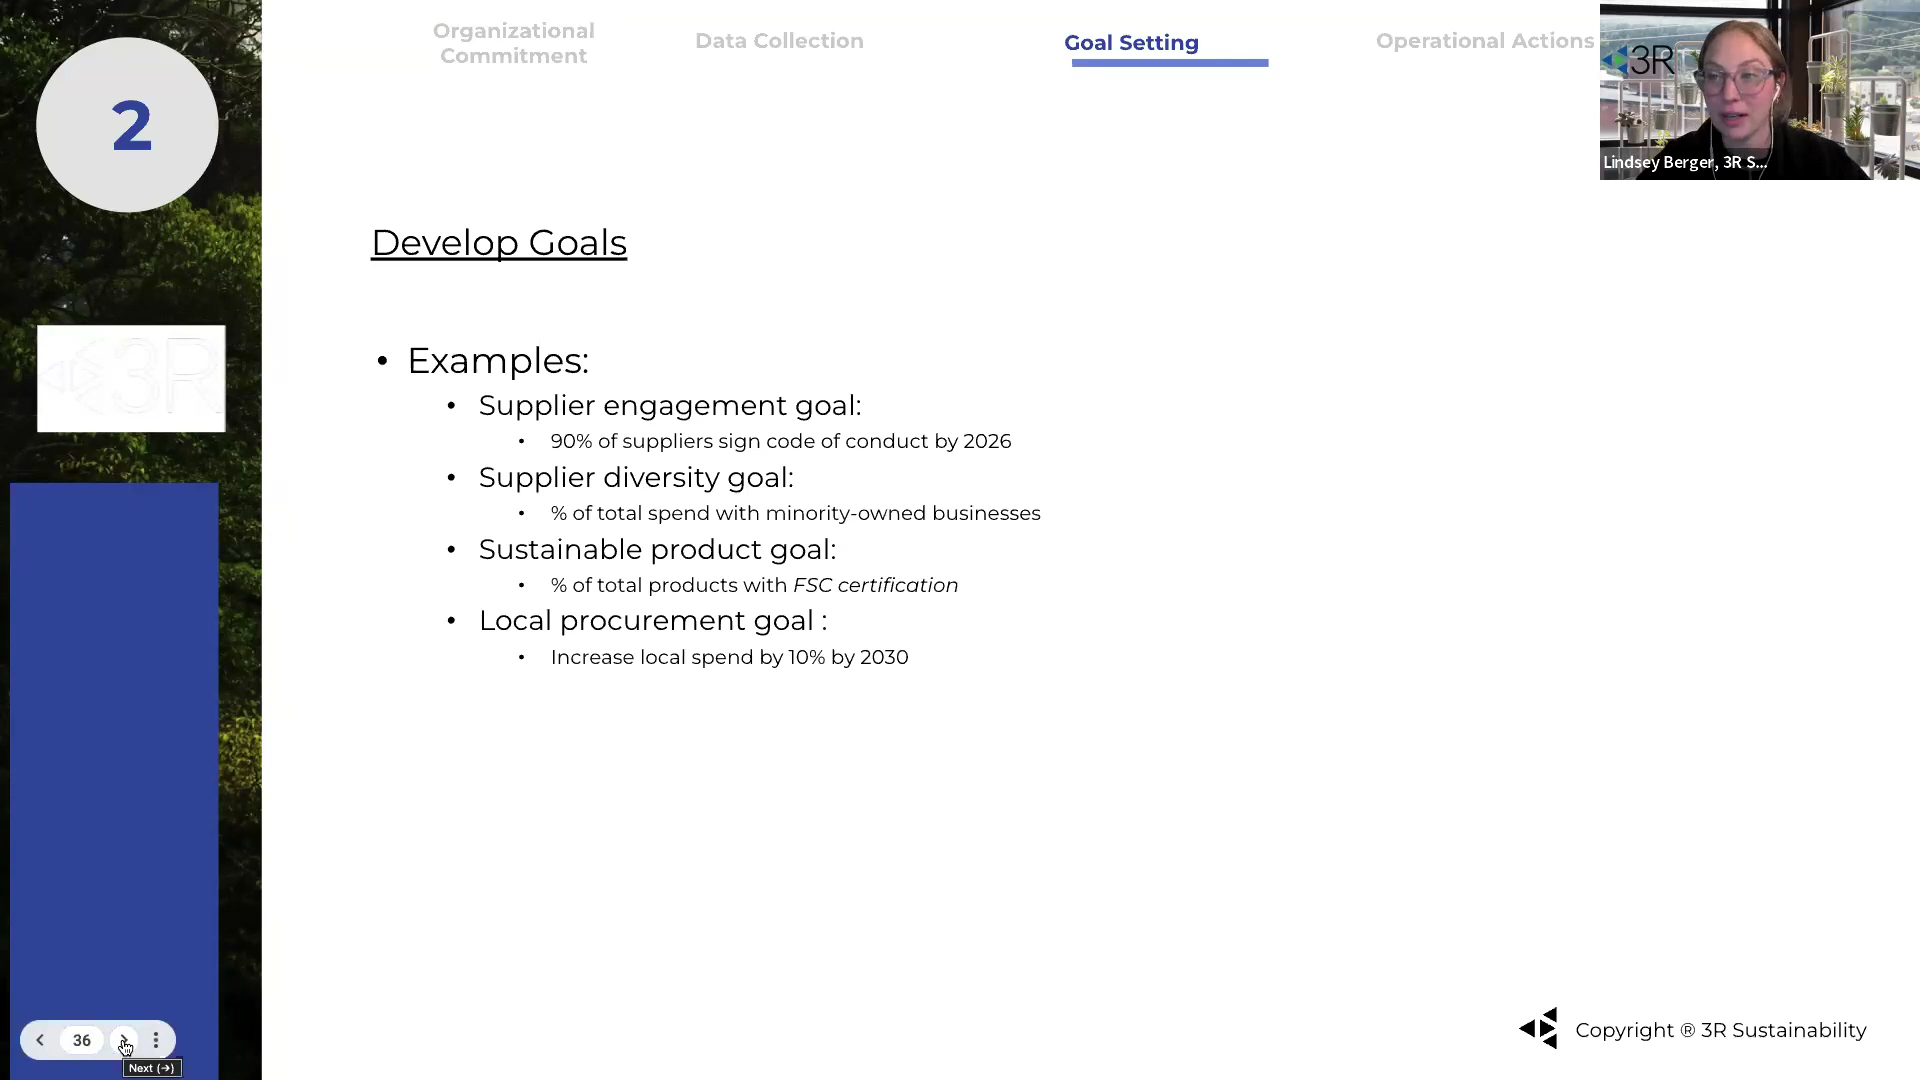 Organizational
Commitment
Data Collection
Goal Setting
Operational Actions
3R
Lindsey Berger, 3R S...
2
3R
Develop Goals
• Examples:
• Supplier engagement goal:
• 90% of suppliers sign code of conduct by 2026
• Supplier diversity goal:
• % of total spend with minority-owned businesses
• Sustainable product goal:
• % of total products with FSC certification
• Local procurement goal :
• Increase local spend by 10% by 2030
36
Next (→)
Copyright ® 3R Sustainability